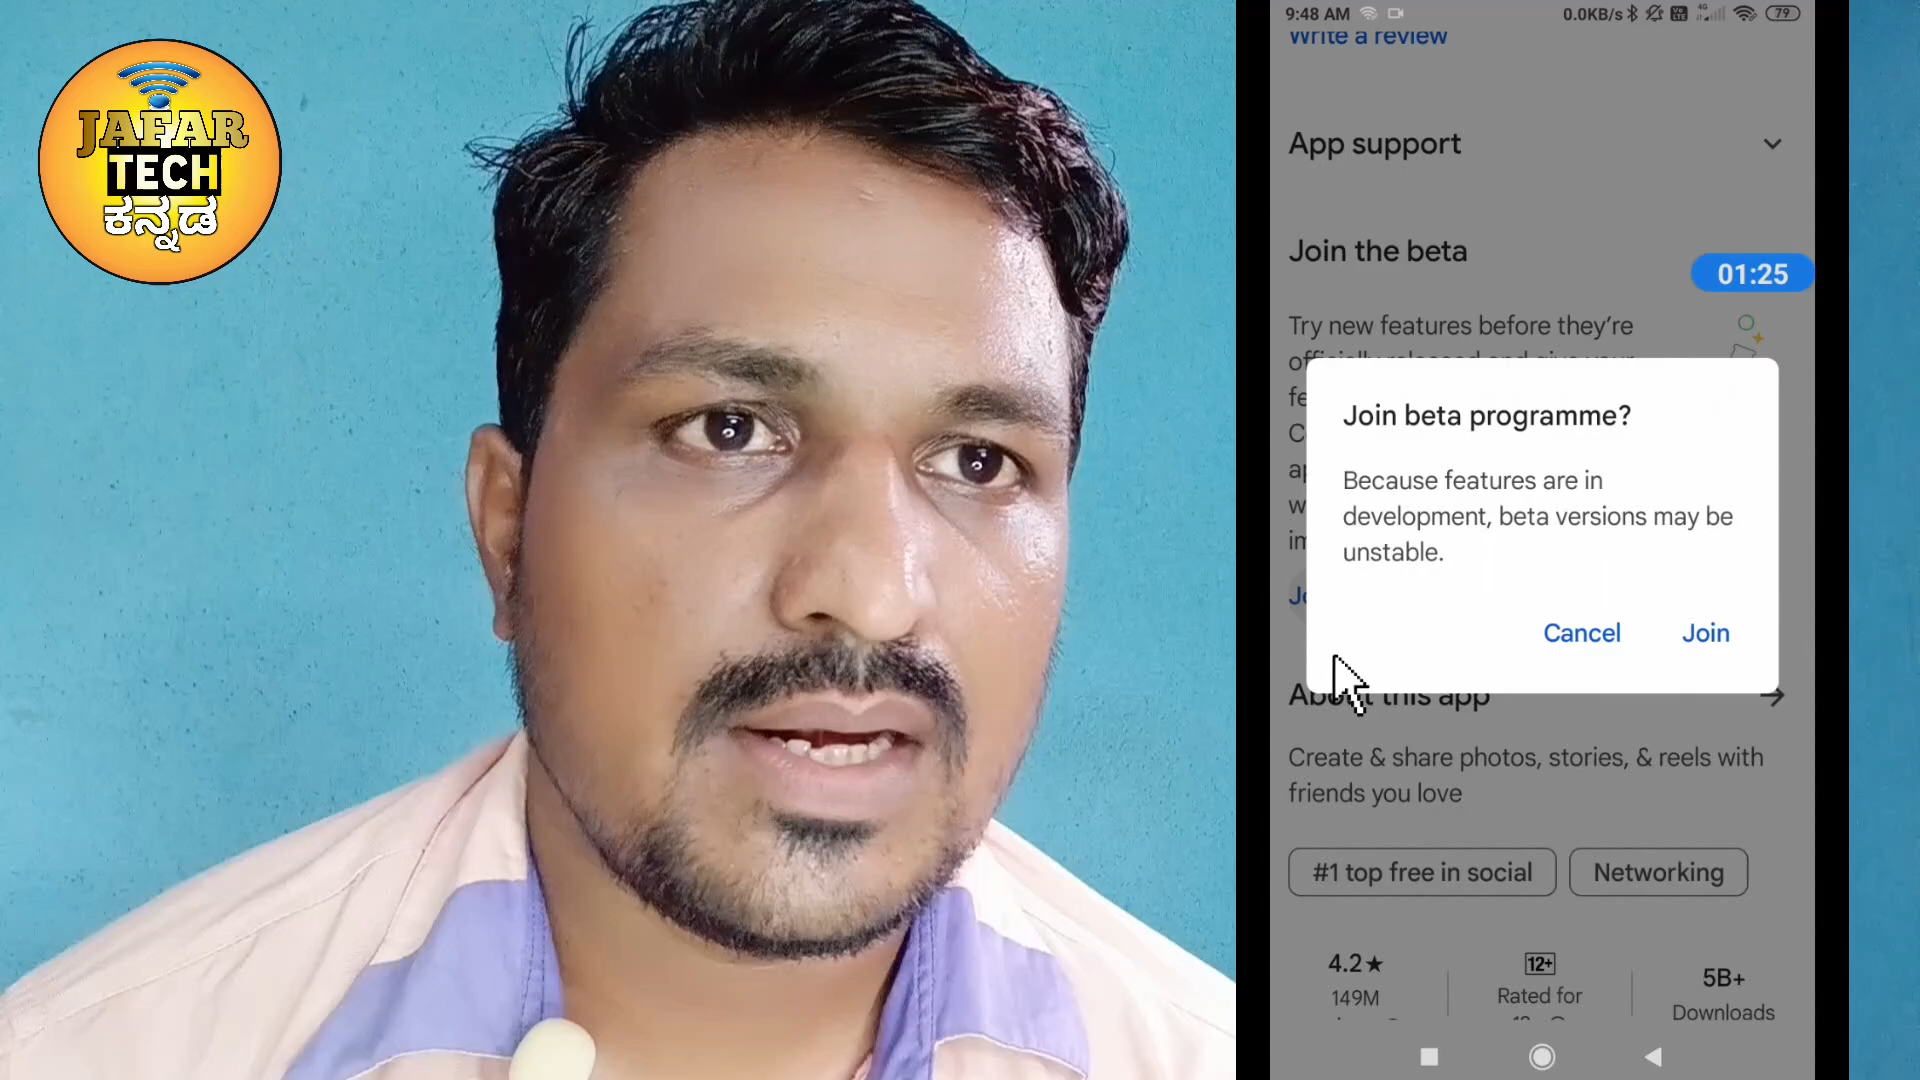 JAFAR
TECH
ಕನ್ನಡ
9:48 AM
0.0KB/s
4G
79
Write a review
App support
Join the beta
01:25
Try new features before they're
Join beta programme?
Because features are in
development, beta versions may be
unstable.
Cancel
Join
About this app
Create & share photos, stories, & reels with
friends you love
#1 top free in social
Networking
4.2★
149M
12+
Rated for
5B+
Downloads